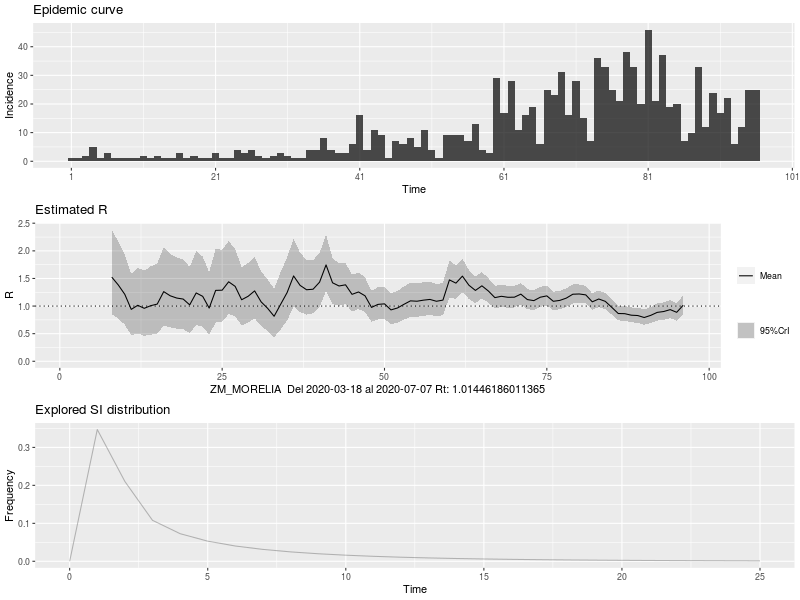 Epidemic curve
40
30
20
10
0
Incidence
1 21 41 61 81 101
Time
Estimated R
2.5
2.0
1.5
1.0
0.5
0.0
R
Mean
95%CrI
0 25 50 75 100
ZM_MORELIA Del 2020-03-18 al 2020-07-07 Rt: 1.01446186011365
Explored SI distribution
0.3
0.2
0.1
0.0
Frequency
0 5 10 15 20 25
Time